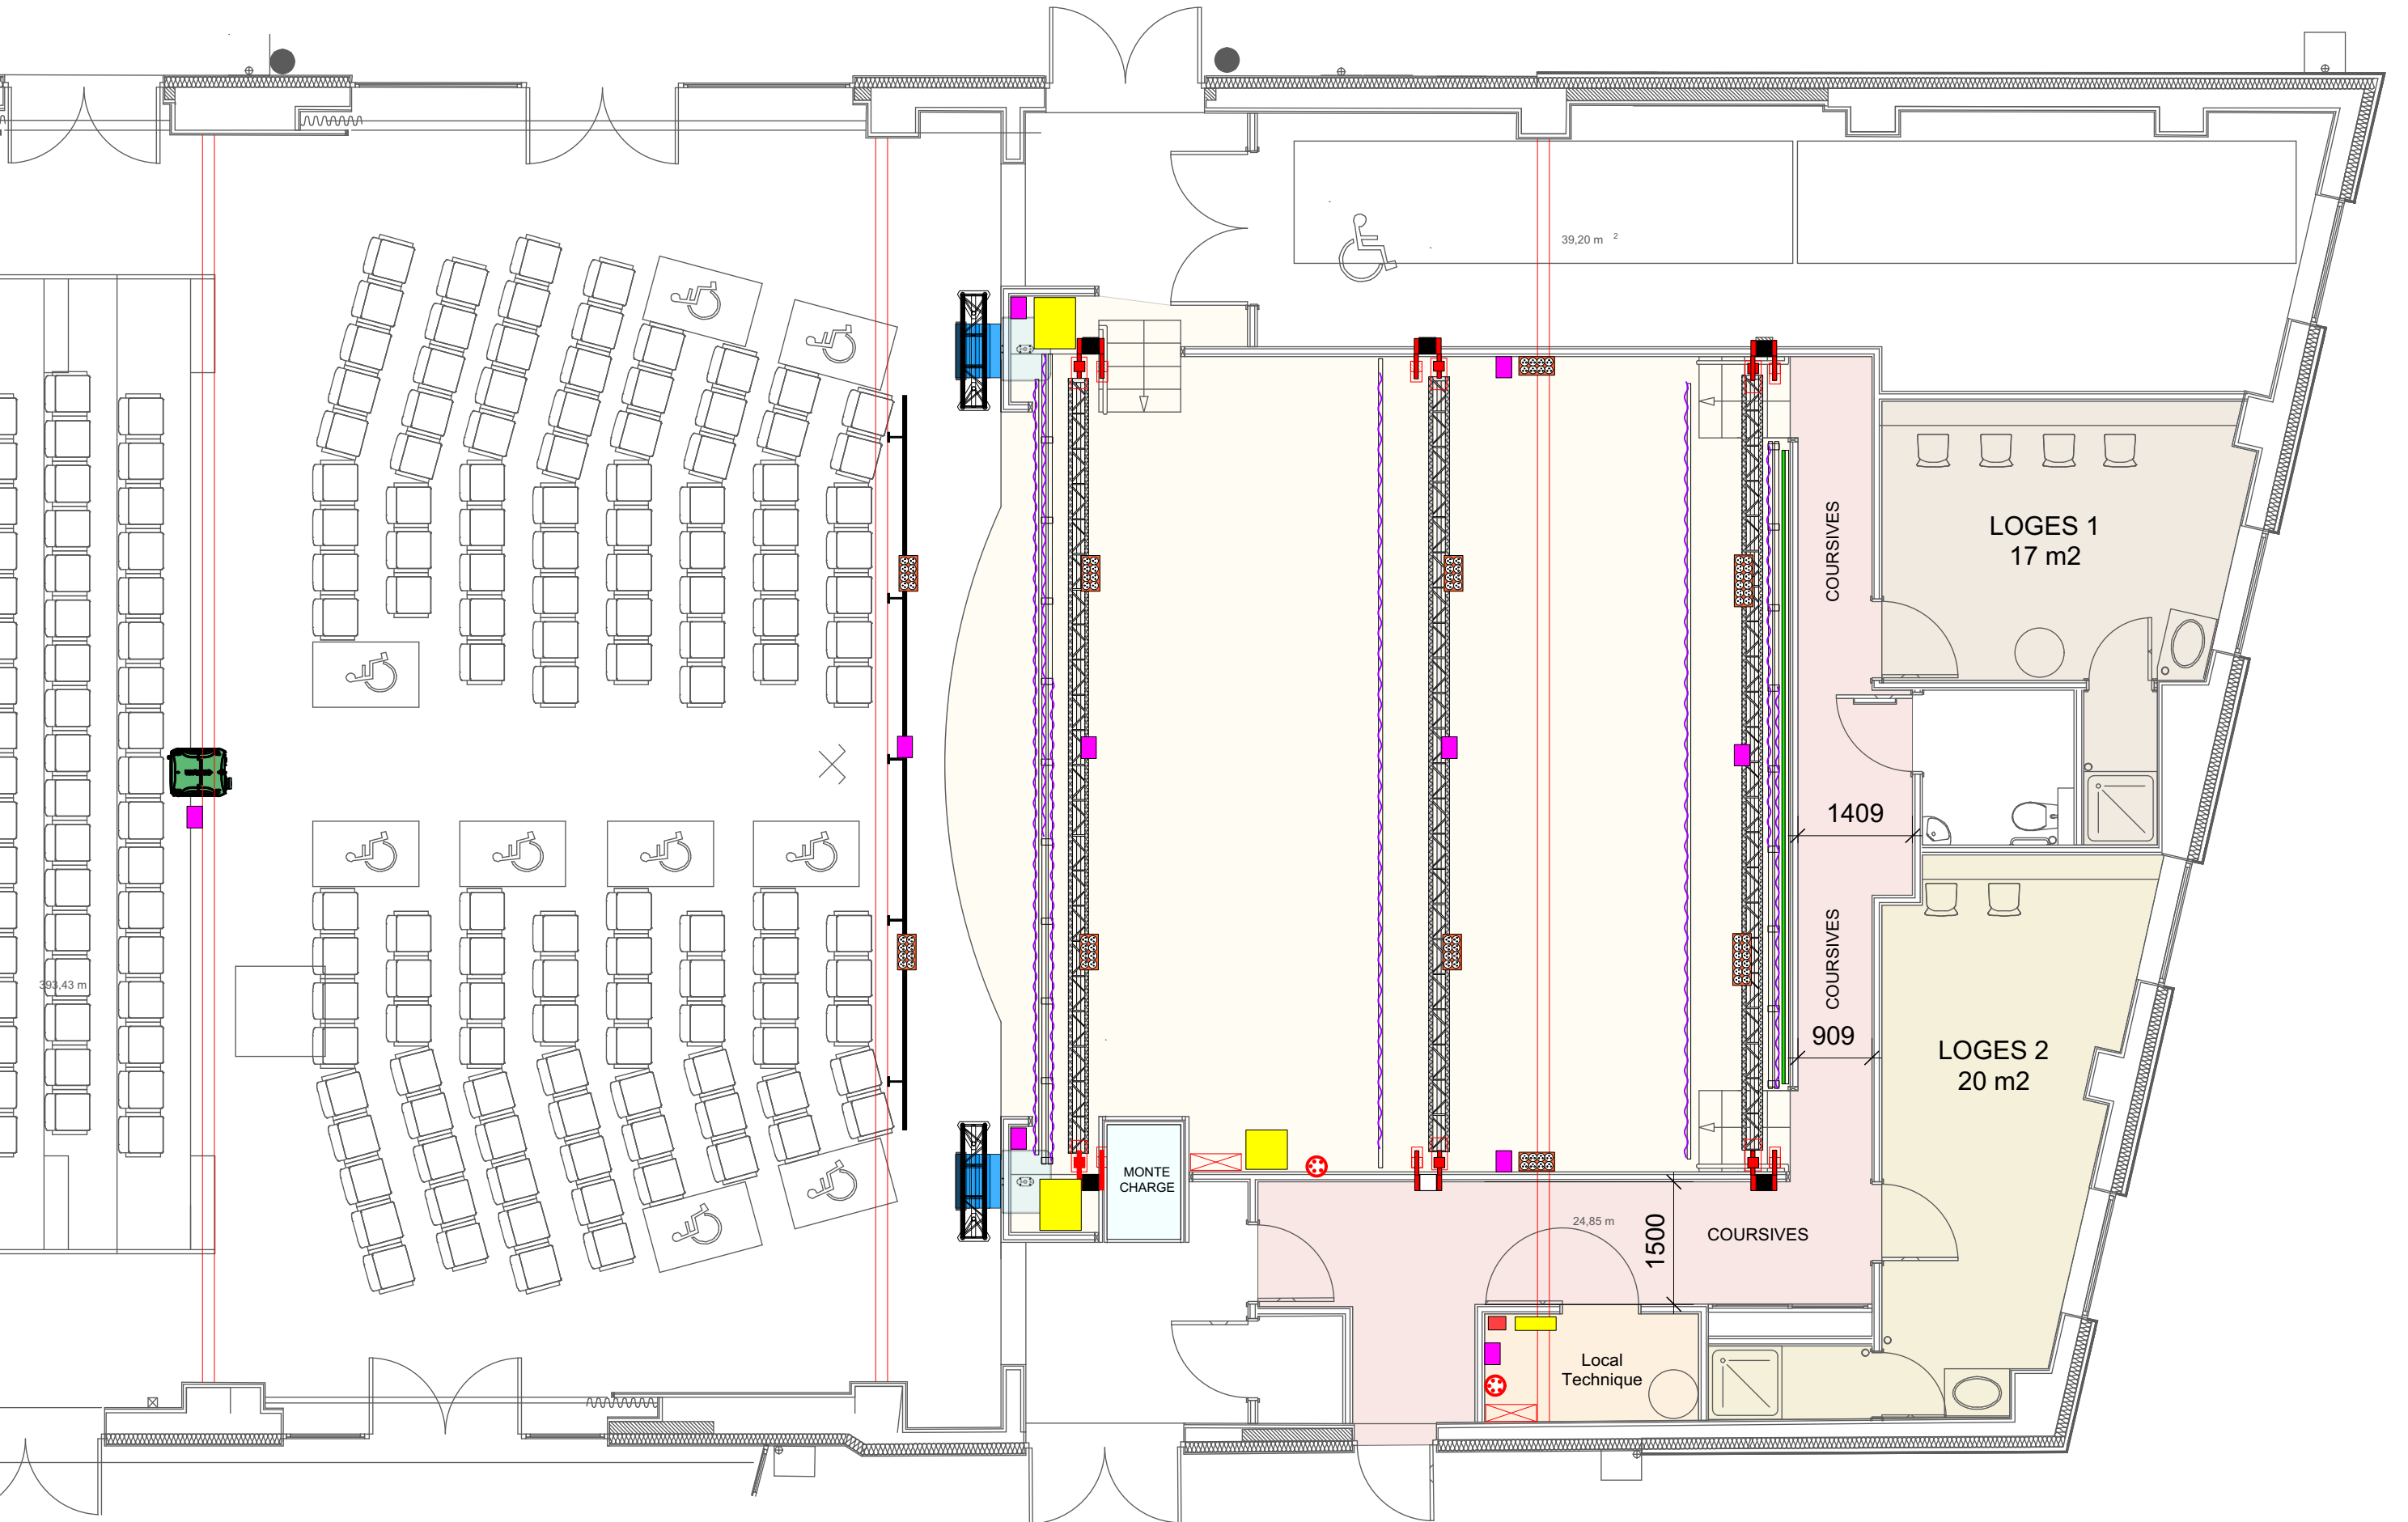 39,20 m 2
COURSIVES
LOGES 1
17 m2
1409
COURSIVES
393,43 m
909
LOGES 2
20 m2
MONTE
CHARGE
24,85 m
1500
COURSIVES
Local
Technique